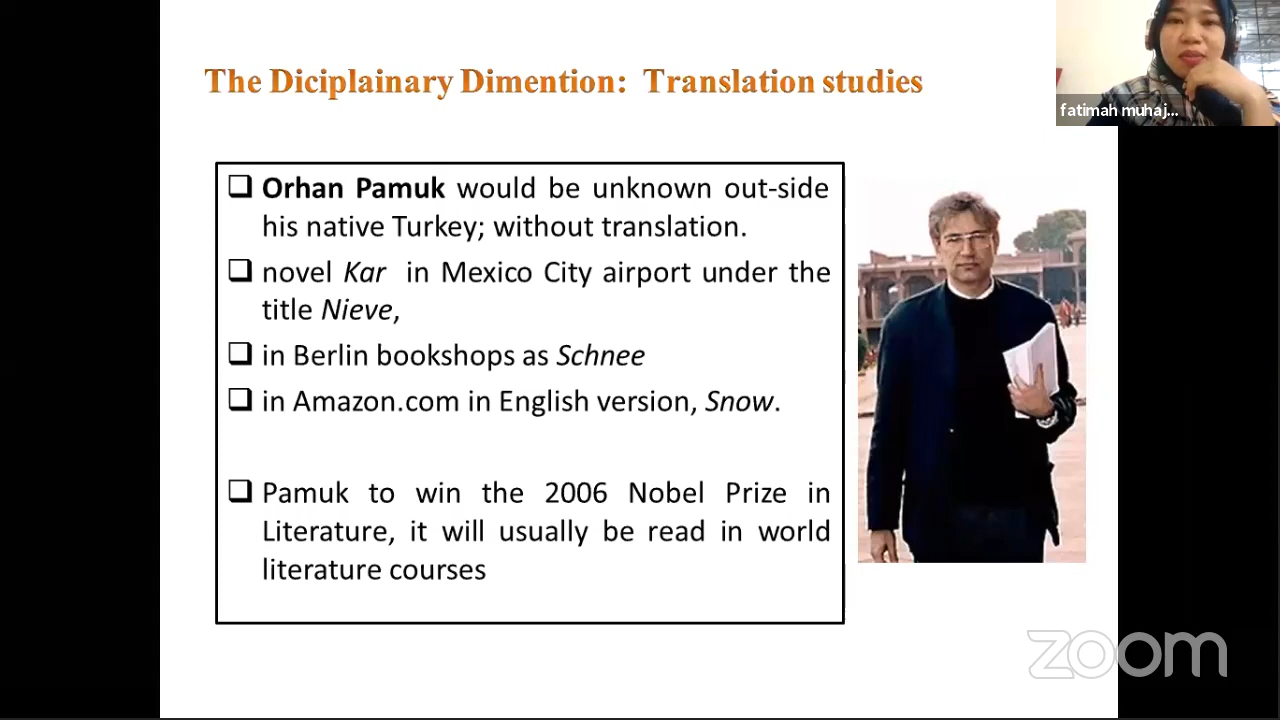 The Diciplainary Dimention: Translation studies
fatimah muhaj...
Orhan Pamuk would be unknown out-side
his native Turkey; without translation.
novel Kar in Mexico City airport under the
title Nieve,
in Berlin bookshops as Schnee
in Amazon.com in English version, Snow.
Pamuk to win the 2006 Nobel Prize in
Literature, it will usually be read in world
literature courses
zoom